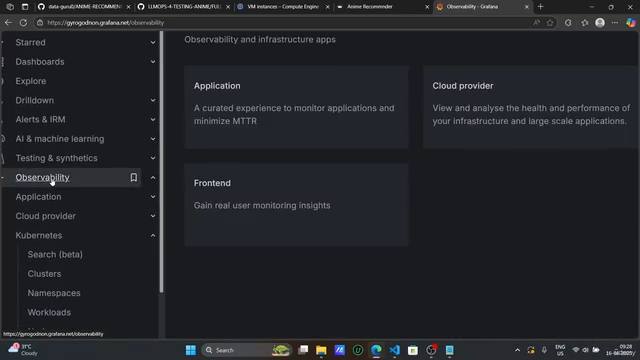 data-guru0/ANIME-RECOMMEN
LLMOPS-4-TESTING-ANIME/FULL
VM instances – Compute Engine
Anime Recommnder
Observability - Grafana
https://gyrogodnon.grafana.net/observability
Starred
Dashboards
Explore
Drilldown
Alerts & IRM
AI & machine learning
Testing & synthetics
Observability
Application
Cloud provider
Kubernetes
Search (beta)
Clusters
Namespaces
Workloads
Observability and infrastructure apps
Application
A curated experience to monitor applications and
minimize MTTR
Cloud provider
View and analyse the health and performance of
your infrastructure and large scale applications.
Frontend
Gain real user monitoring insights
https://gyrogodnon.grafana.net/observability
31°C
Cloudy
Search
ENG
US
09:28
16-06-2025